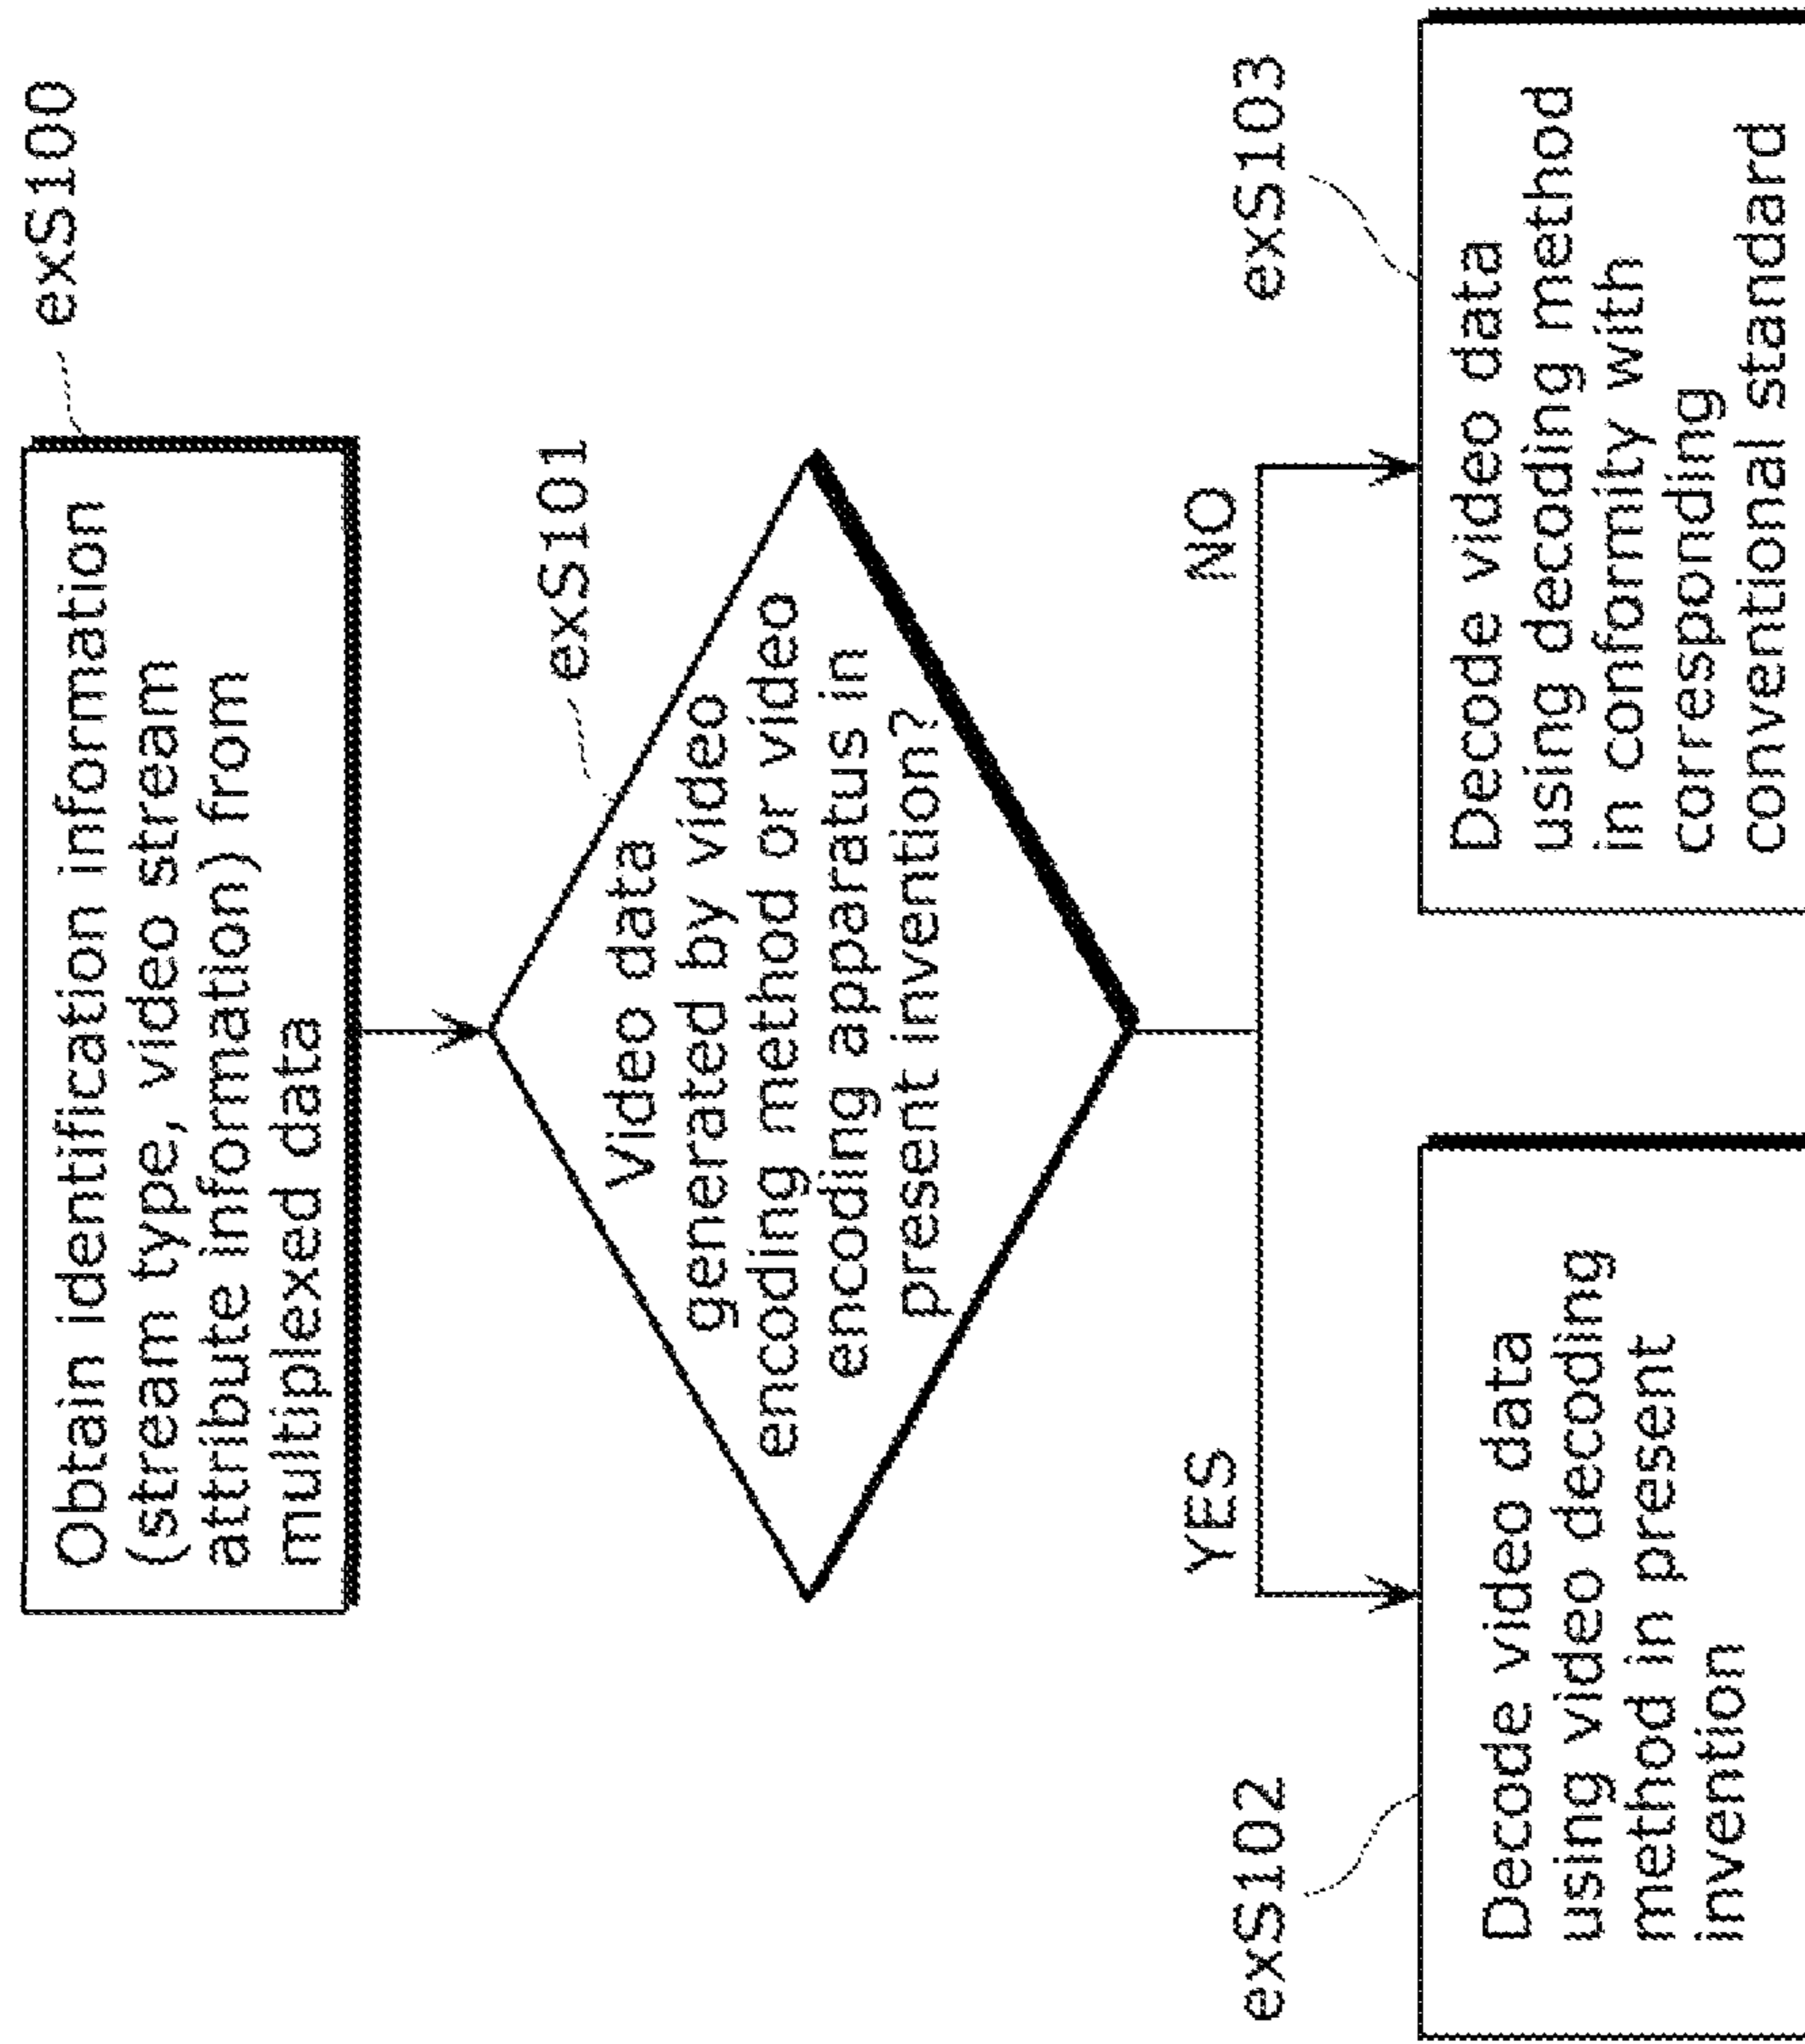 exS100
Obtain identification information
(stream type, video stream
attribute information) from
multiplexed data
exS101
Video data
generated by video
encoding method or video
encoding apparatus in
present invention?
YES
NO
exS102
Decode video data
using video decoding
method in present
invention
exS103
Decode video data
using decoding method
in conformity with
corresponding
conventional standard